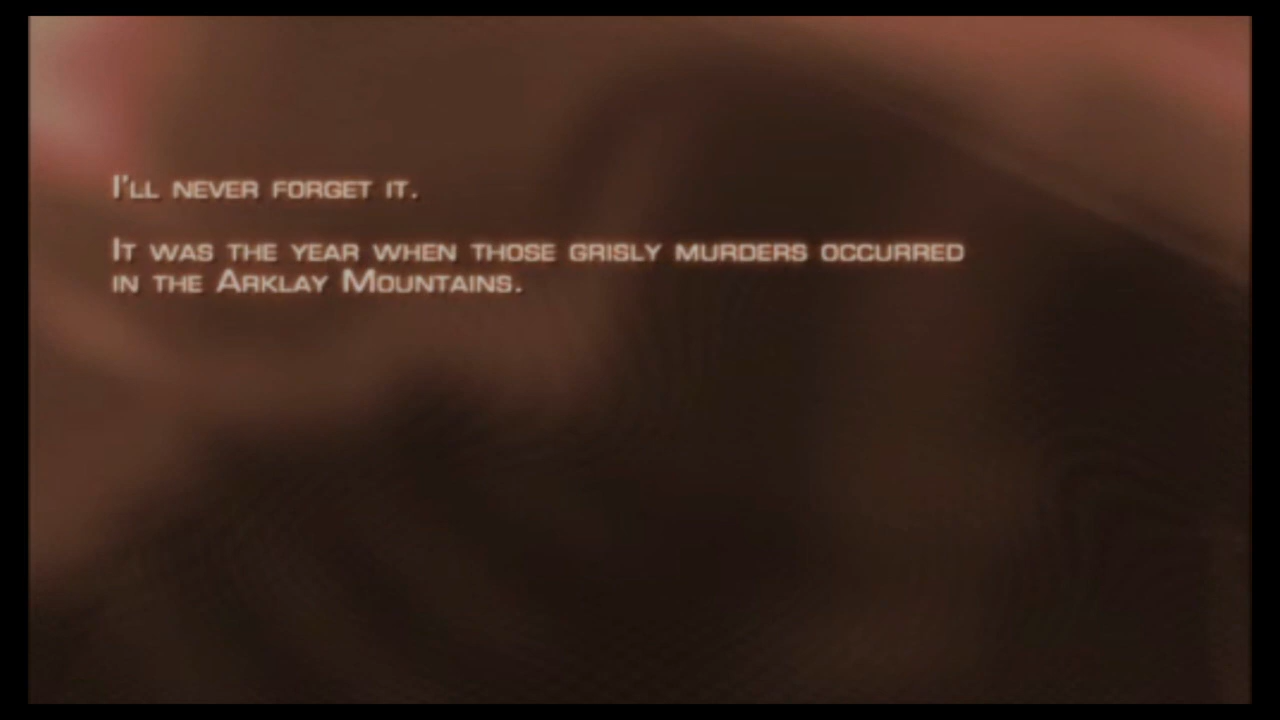 I'll never forget it.
It was the year when those grisly murders occurred
in the Arklay Mountains.